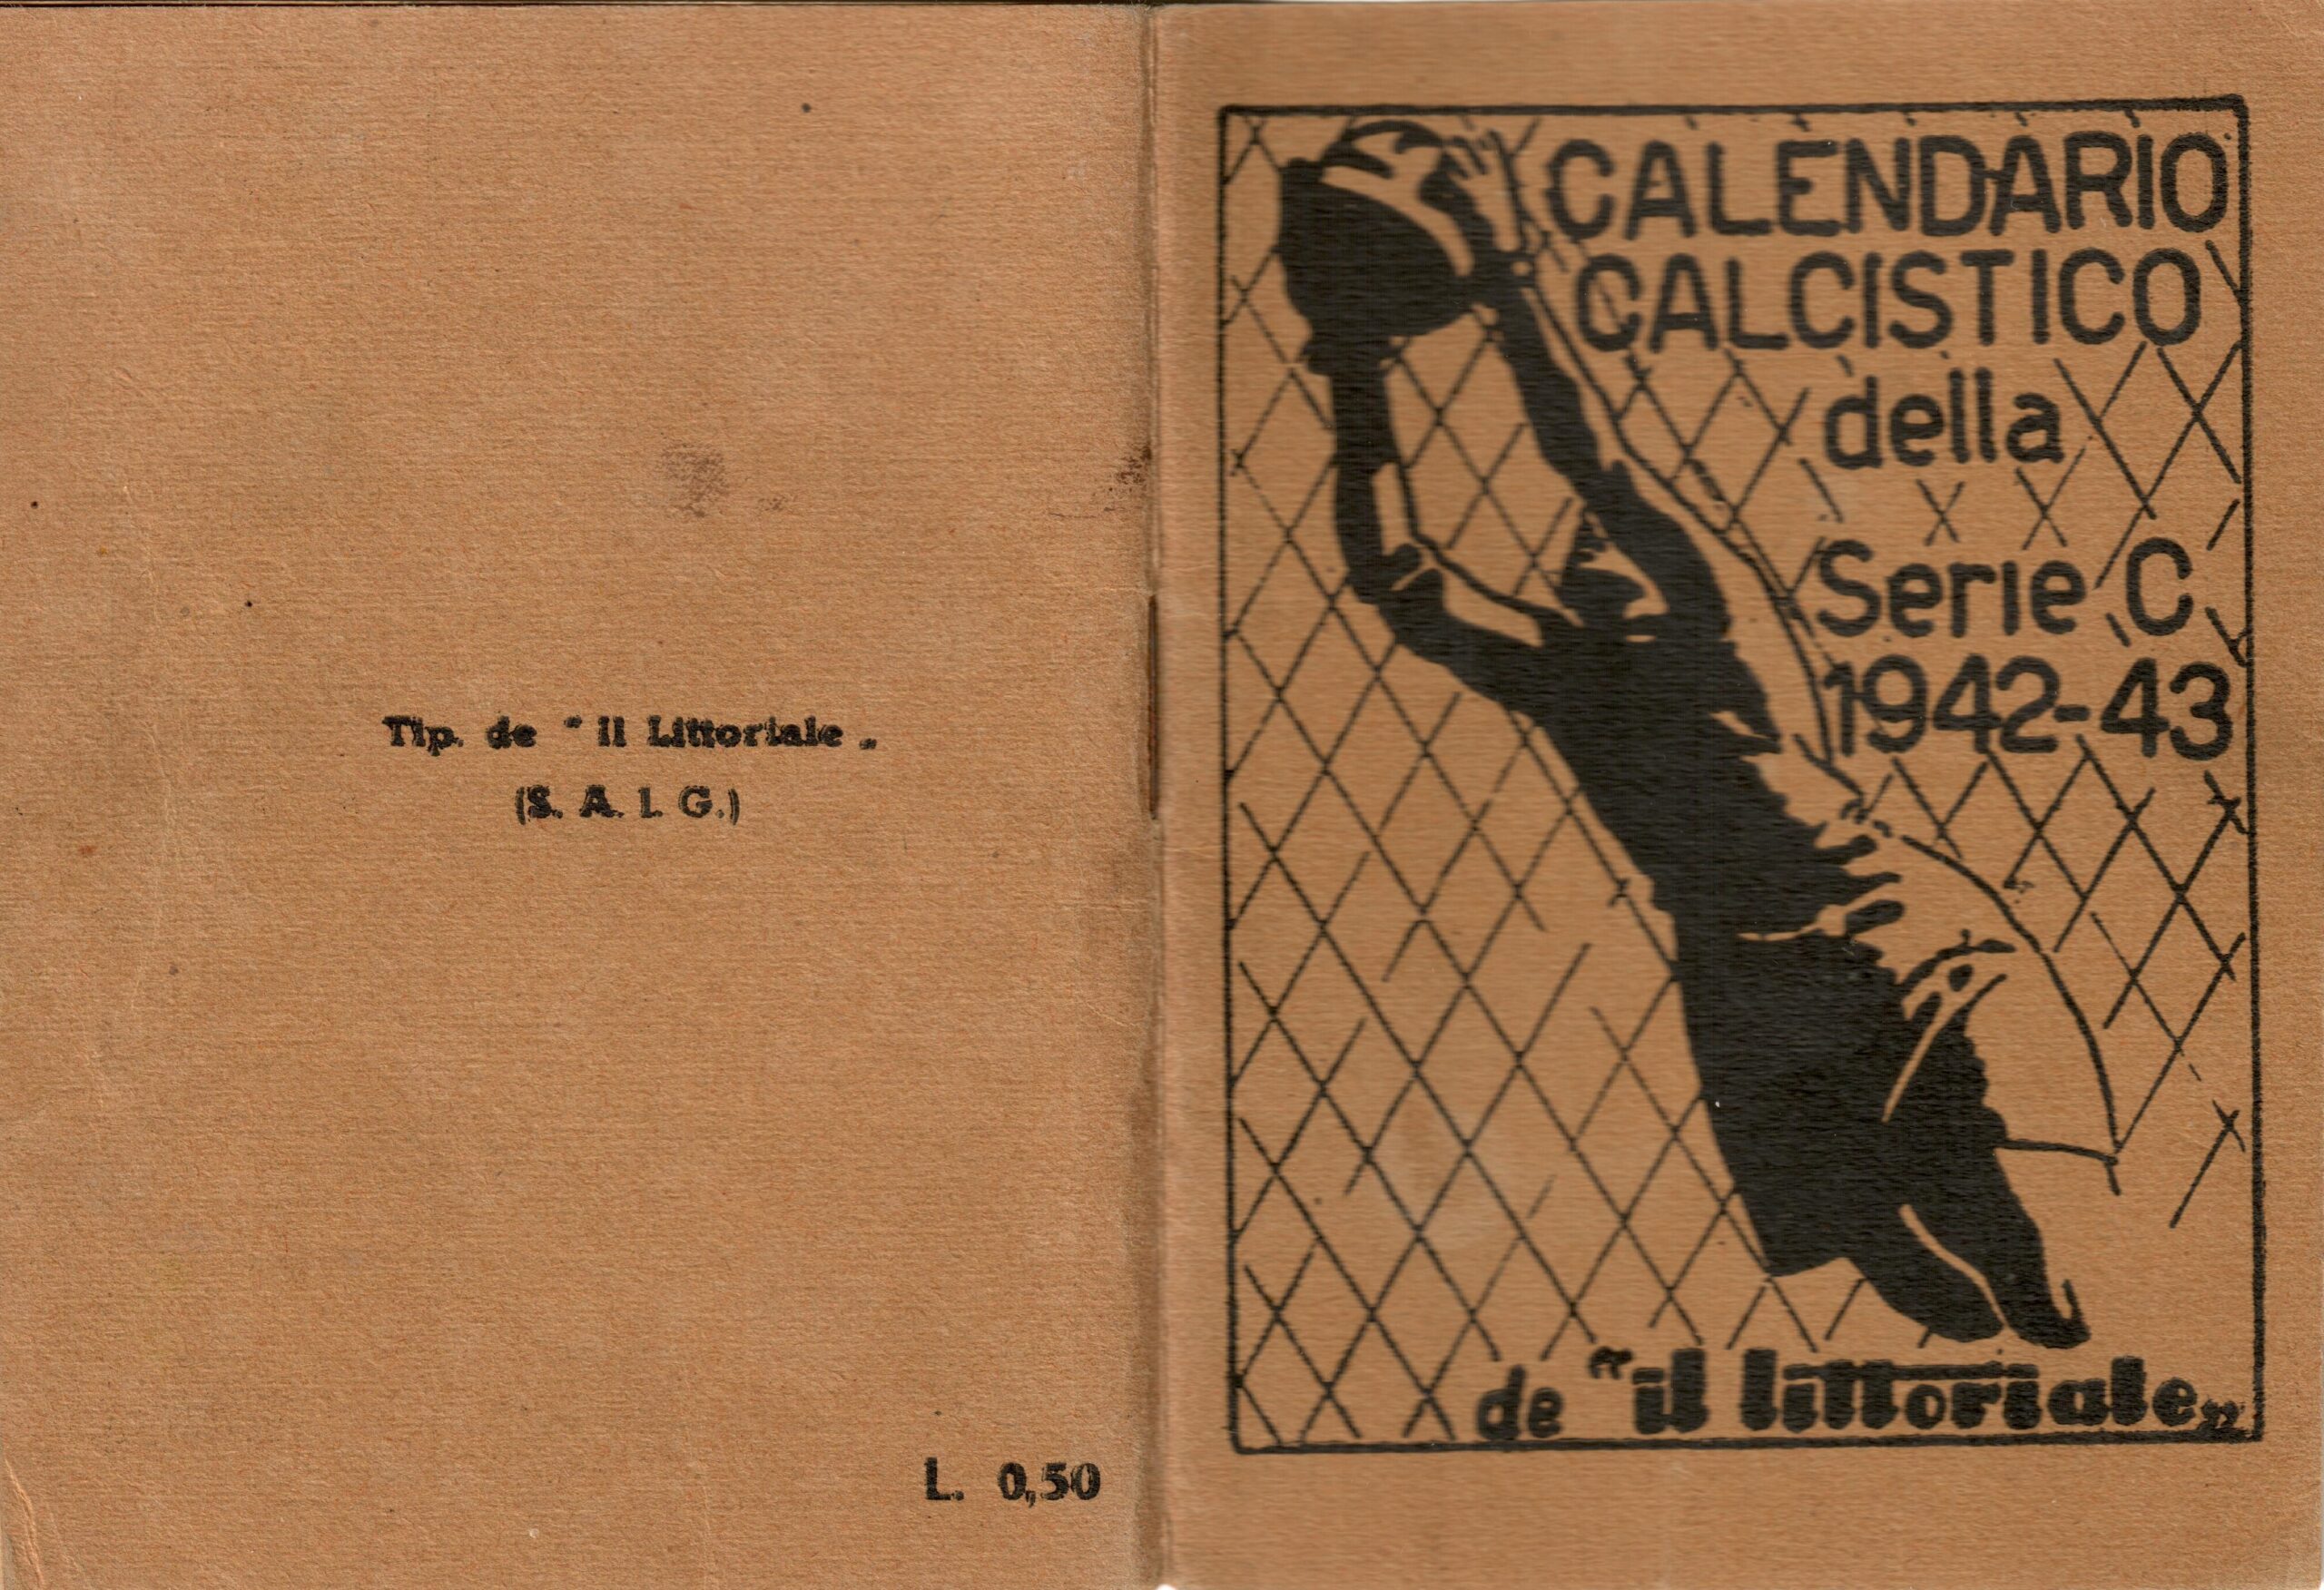 Tip. de " il Littoriale „
(S. A. I. G.)
L. 0,50
CALENDARIO
CALCISTICO
della
Serie C
1942-43
de "il littoriale„